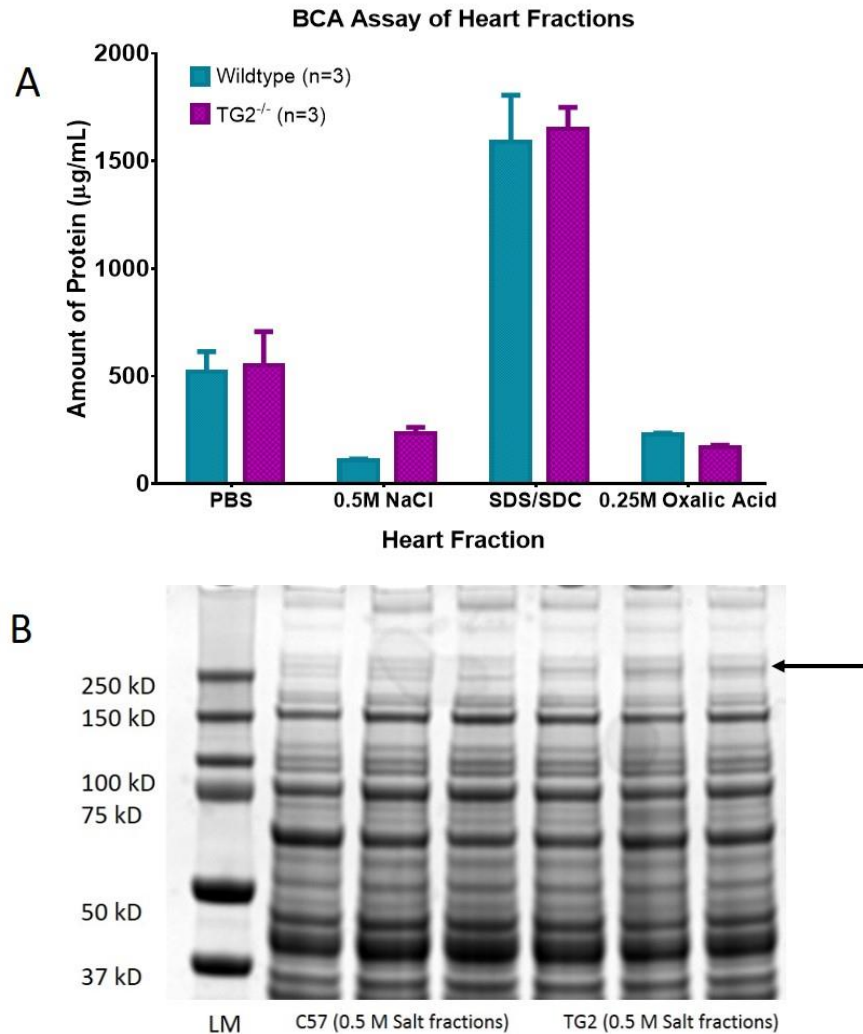 BCA Assay of Heart Fractions
A
2000
1500
1000
500
0
Amount of Protein (µg/mL)
Wildtype (n=3)
TG2-/- (n=3)
PBS 0.5M NaCl SDS/SDC 0.25M Oxalic Acid
Heart Fraction
B
250 kD
150 kD
100 kD
75 kD
50 kD
37 kD
LM C57 (0.5 M Salt fractions) TG2 (0.5 M Salt fractions)